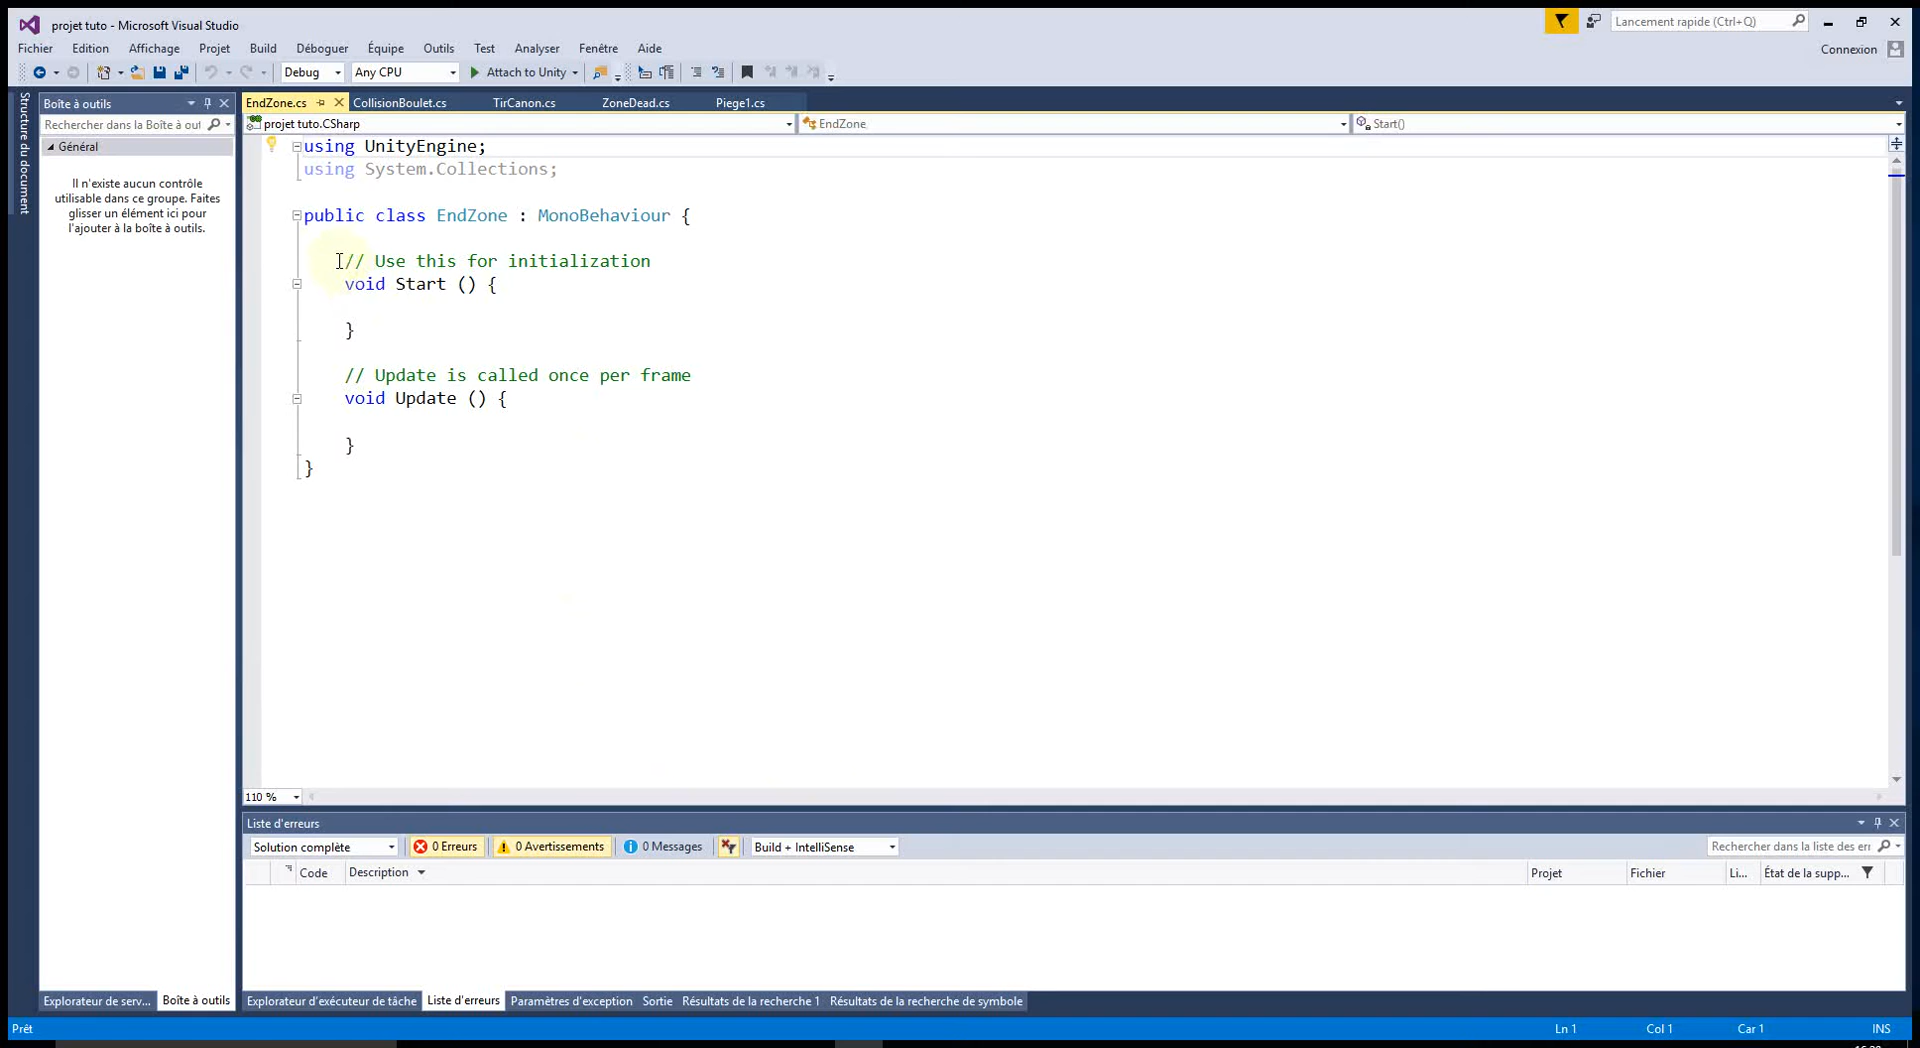 projet tuto - Microsoft Visual Studio
Lancement rapide (Ctrl+Q)
Fichier Edition Affichage Projet Build Déboguer Équipe Outils Test Analyser Fenêtre Aide
Connexion
Debug Any CPU Attach to Unity
Structure du document
Boîte à outils
Rechercher dans la Boîte à out
Général
Il n'existe aucun contrôle
utilisable dans ce groupe. Faites
glisser un élément ici pour
l'ajouter à la boîte à outils.
EndZone.cs CollisionBoulet.cs TirCanon.cs ZoneDead.cs Piege1.cs
projet tuto.CSharp EndZone Start()
using UnityEngine;
using System.Collections;
public class EndZone : MonoBehaviour {
// Use this for initialization
void Start () {
}
// Update is called once per frame
void Update () {
}
}
110 %
Liste d'erreurs
Solution complète 0 Erreurs 0 Avertissements 0 Messages Build + IntelliSense
Rechercher dans la liste des err
Code Description Projet Fichier Li... État de la supp...
Explorateur de serv... Boîte à outils
Explorateur d'exécuteur de tâche Liste d'erreurs Paramètres d'exception Sortie Résultats de la recherche 1 Résultats de la recherche de symbole
Prêt Ln 1 Col 1 Car 1 INS